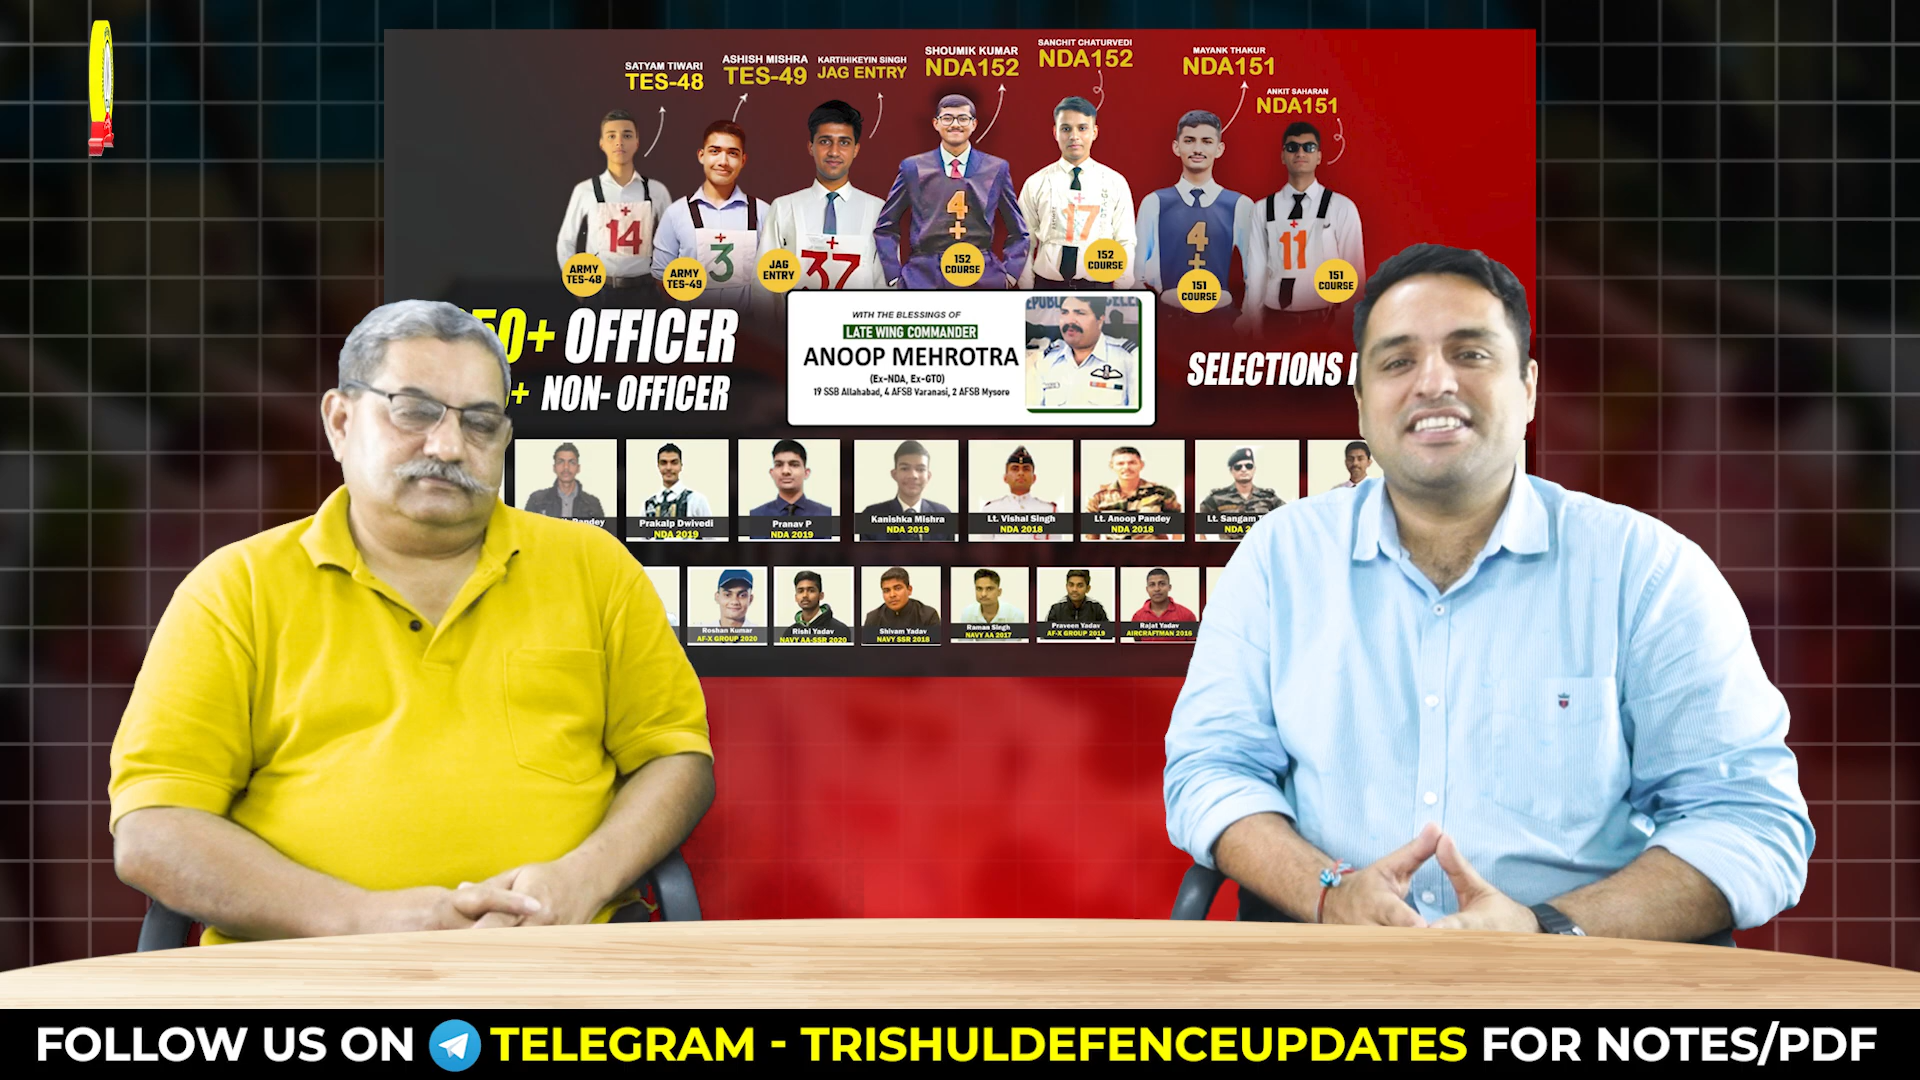 SATYAM TIWARI
TES-48
ASHISH MISHRA
TES-49
KARTIHIKEYIN SINGH
JAG ENTRY
SHOUMIK KUMAR
NDA152
SANCHIT CHATURVEDI
NDA152
MAYANK THAKUR
NDA151
ANKIT SAHARAN
NDA151
14
3
37
4
17
4
11
ARMY
TES-48
ARMY
TES-49
JAG
ENTRY
152
COURSE
152
COURSE
151
COURSE
151
COURSE
50+ OFFICER
+ NON- OFFICER
WITH THE BLESSINGS OF
LATE WING COMMANDER
ANOOP MEHROTRA
(Ex-NDA, Ex-GTO)
19 SSB Allahabad, 4 AFSB Varanasi, 2 AFSB Mysore
SELECTIONS
Prakalp Dwivedi
NDA 2019
Pranav P
NDA 2019
Kanishka Mishra
NDA 2019
Lt. Vishal Singh
NDA 2018
Lt. Anoop Pandey
NDA 2018
Lt. Sangam
NDA
Roshan Kumar
AF-X GROUP 2020
Rishi Yadav
NAVY AA-SSR 2020
Shivam Yadav
NAVY SSR 2018
Raman Singh
NAVY AA 2017
Praveen Yadav
AF-X GROUP 2019
Rajat Yadav
AIRCRAFTMAN 2016
FOLLOW US ON TELEGRAM - TRISHULDEFENCEUPDATES FOR NOTES/PDF